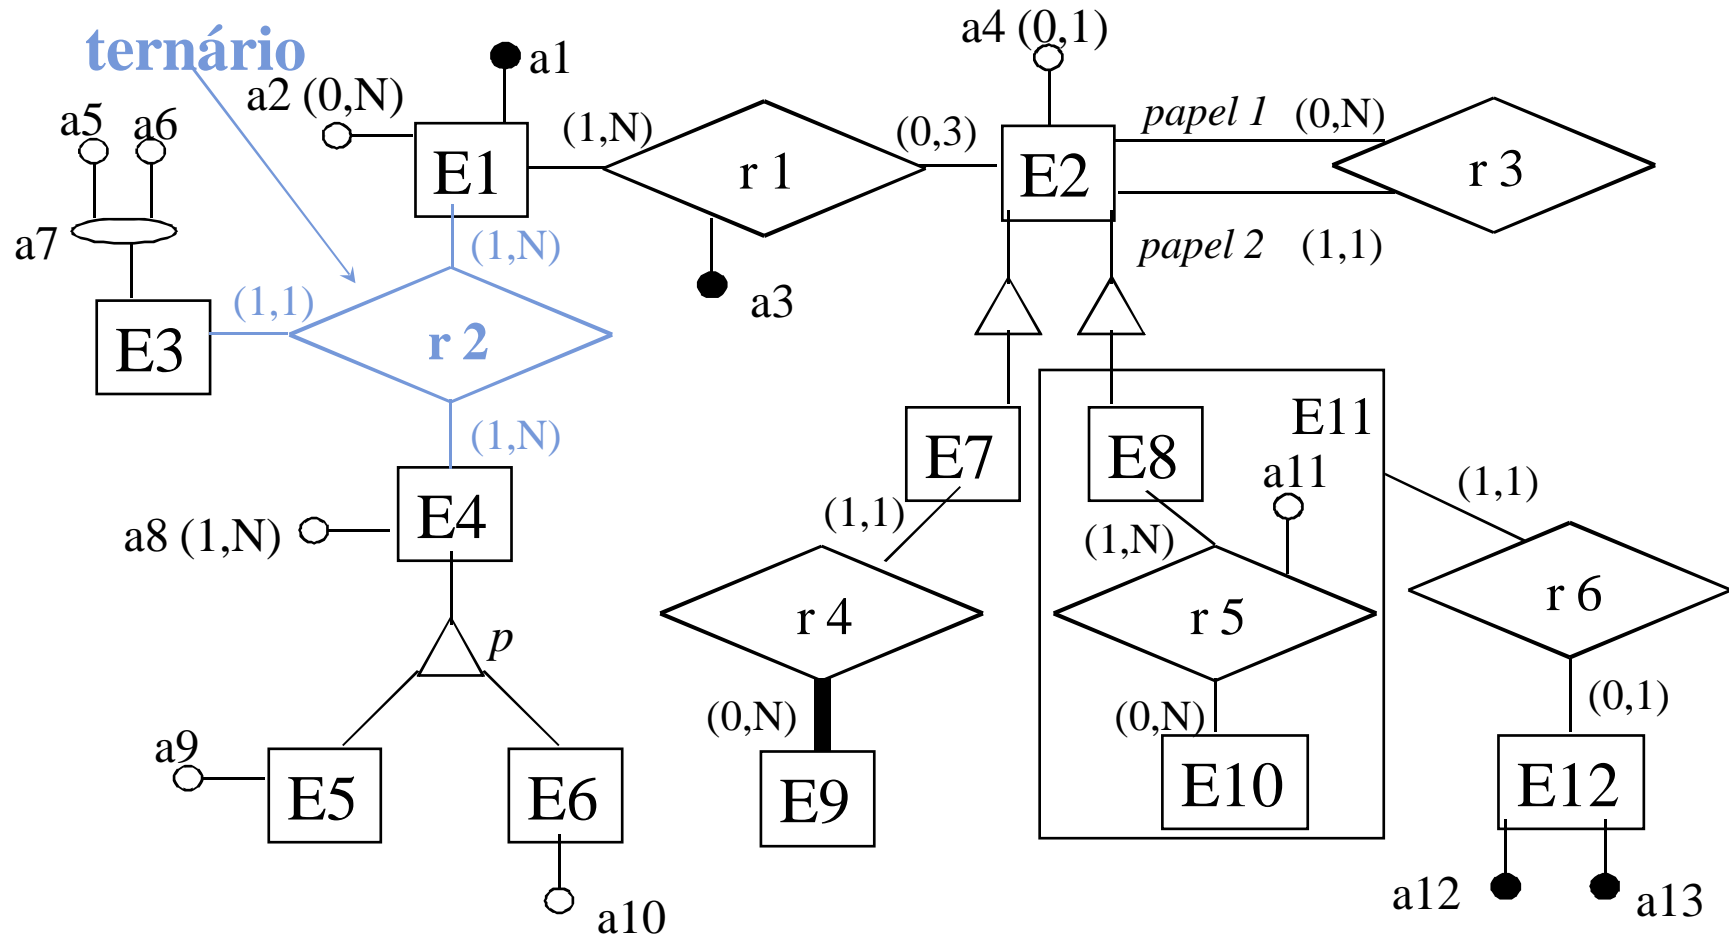 ternário
a1
a4 (0,1)
a2 (0,N)
a5
a6
(1,N)
(0,3)
papel 1
(0,N)
E1
r 1
E2
r 3
a7
(1,N)
papel 2
(1,1)
a3
(1,1)
E3
r 2
(1,N)
E11
E7
E8
a11
(1,1)
a8 (1,N)
E4
(1,1)
(1,N)
r 4
r 5
r 6
p
(0,N)
(0,N)
(0,1)
a9
E5
E6
E9
E10
E12
a10
a12
a13